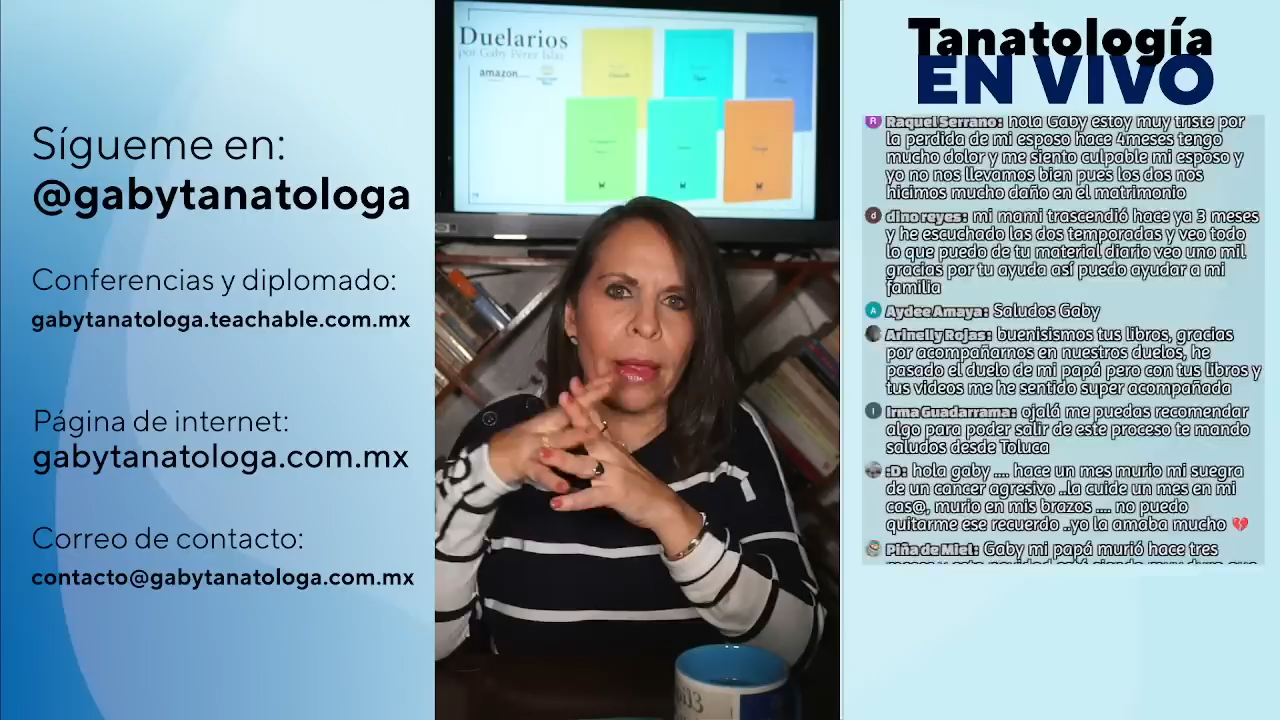 Sígueme en:
@gabytanatologa
Conferencias y diplomado:
gabytanatologa.teachable.com.mx
Página de internet:
gabytanatologa.com.mx
Correo de contacto:
contacto@gabytanatologa.com.mx
Duelarios
por Gaby Pérez Islas
amazon
Tanatología
EN VIVO
R Raquel Serrano: hola Gaby estoy muy triste por
la perdida de mi esposo hace 4meses tengo
mucho dolor y me siento culpable mi esposo y
yo no nos llevamos bien pues los dos nos
hicimos mucho daño en el matrimonio
d dino reyes: mi mami trascendió hace ya 3 meses
y he escuchado las dos temporadas y veo todo
lo que puedo de tu material diario veo uno mil
gracias por tu ayuda así puedo ayudar a mi
familia
A Aydee Amaya: Saludos Gaby
Arinelly Rojas: buenisismos tus libros, gracias
por acompañarnos en nuestros duelos, he
pasado el duelo de mi papá pero con tus libros y
tus videos me he sentido super acompañada
I Irma Guadarrama: ojalá me puedas recomendar
algo para poder salir de este proceso te mando
saludos desde Toluca
:D: hola gaby .... hace un mes murio mi suegra
de un cancer agresivo ..la cuide un mes en mi
cas@, murio en mis brazos .... no puedo
quitarme ese recuerdo ..yo la amaba mucho 💔
Piña de Miel: Gaby mi papá murió hace tres